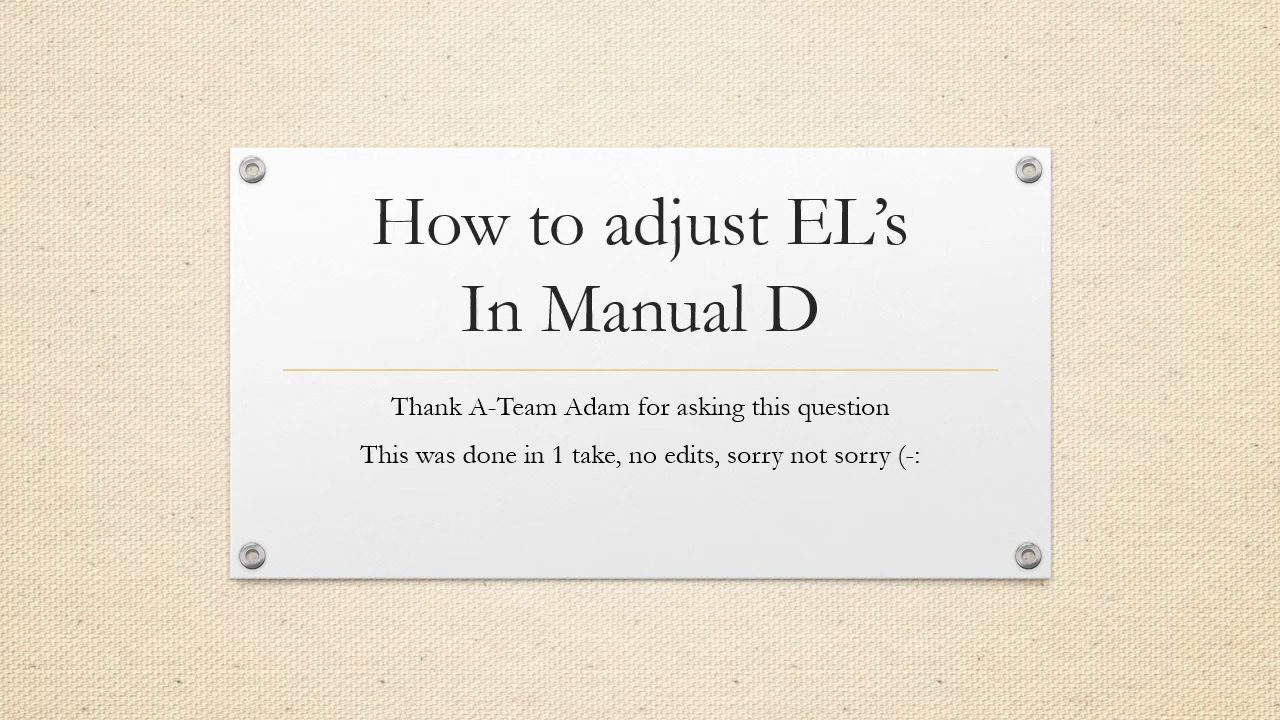 How to adjust EL’s
In Manual D
Thank A-Team Adam for asking this question
This was done in 1 take, no edits, sorry not sorry (-: